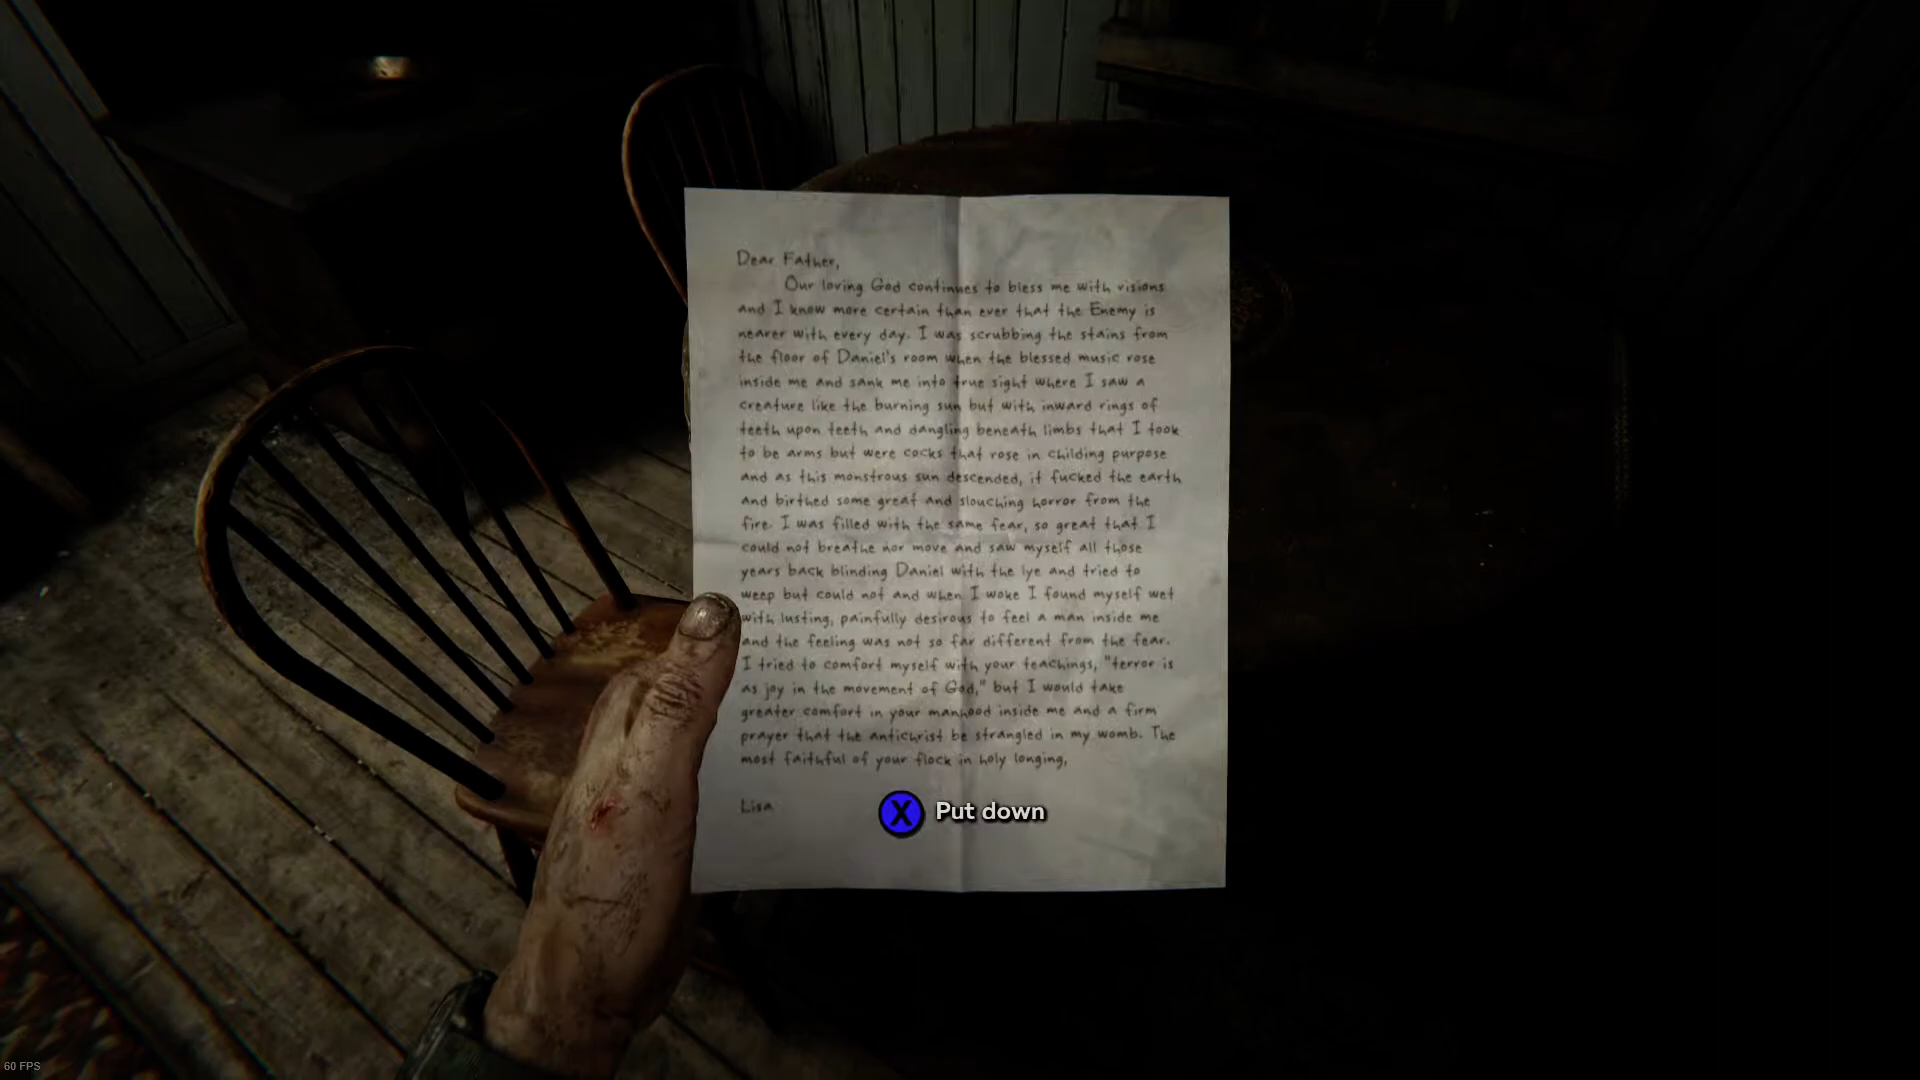 Dear Father,
Our loving God continues to bless me with visions
and I know more certain than ever that the Enemy is
nearer with every day. I was scrubbing the stains from
the floor of Daniel's room when the blessed music rose
inside me and sank me into true sight where I saw a
creature like the burning sun but with inward rings of
teeth upon teeth and dangling beneath limbs that I took
to be arms but were cocks that rose in childing purpose
and as this monstrous sun descended, it fucked the earth
and birthed some great and slouching horror from the
fire. I was filled with the same fear, so great that I
could not breathe nor move and saw myself all those
years back blinding Daniel with the lye and tried to
weep but could not and when I woke I found myself wet
with lusting, painfully desirous to feel a man inside me
and the feeling was not so far different from the fear.
I tried to comfort myself with your teachings, "terror is
as joy in the movement of God," but I would take
greater comfort in your manhood inside me and a firm
prayer that the antichrist be strangled in my womb. The
most faithful of your flock in holy longing,
Lisa
X Put down
60 FPS